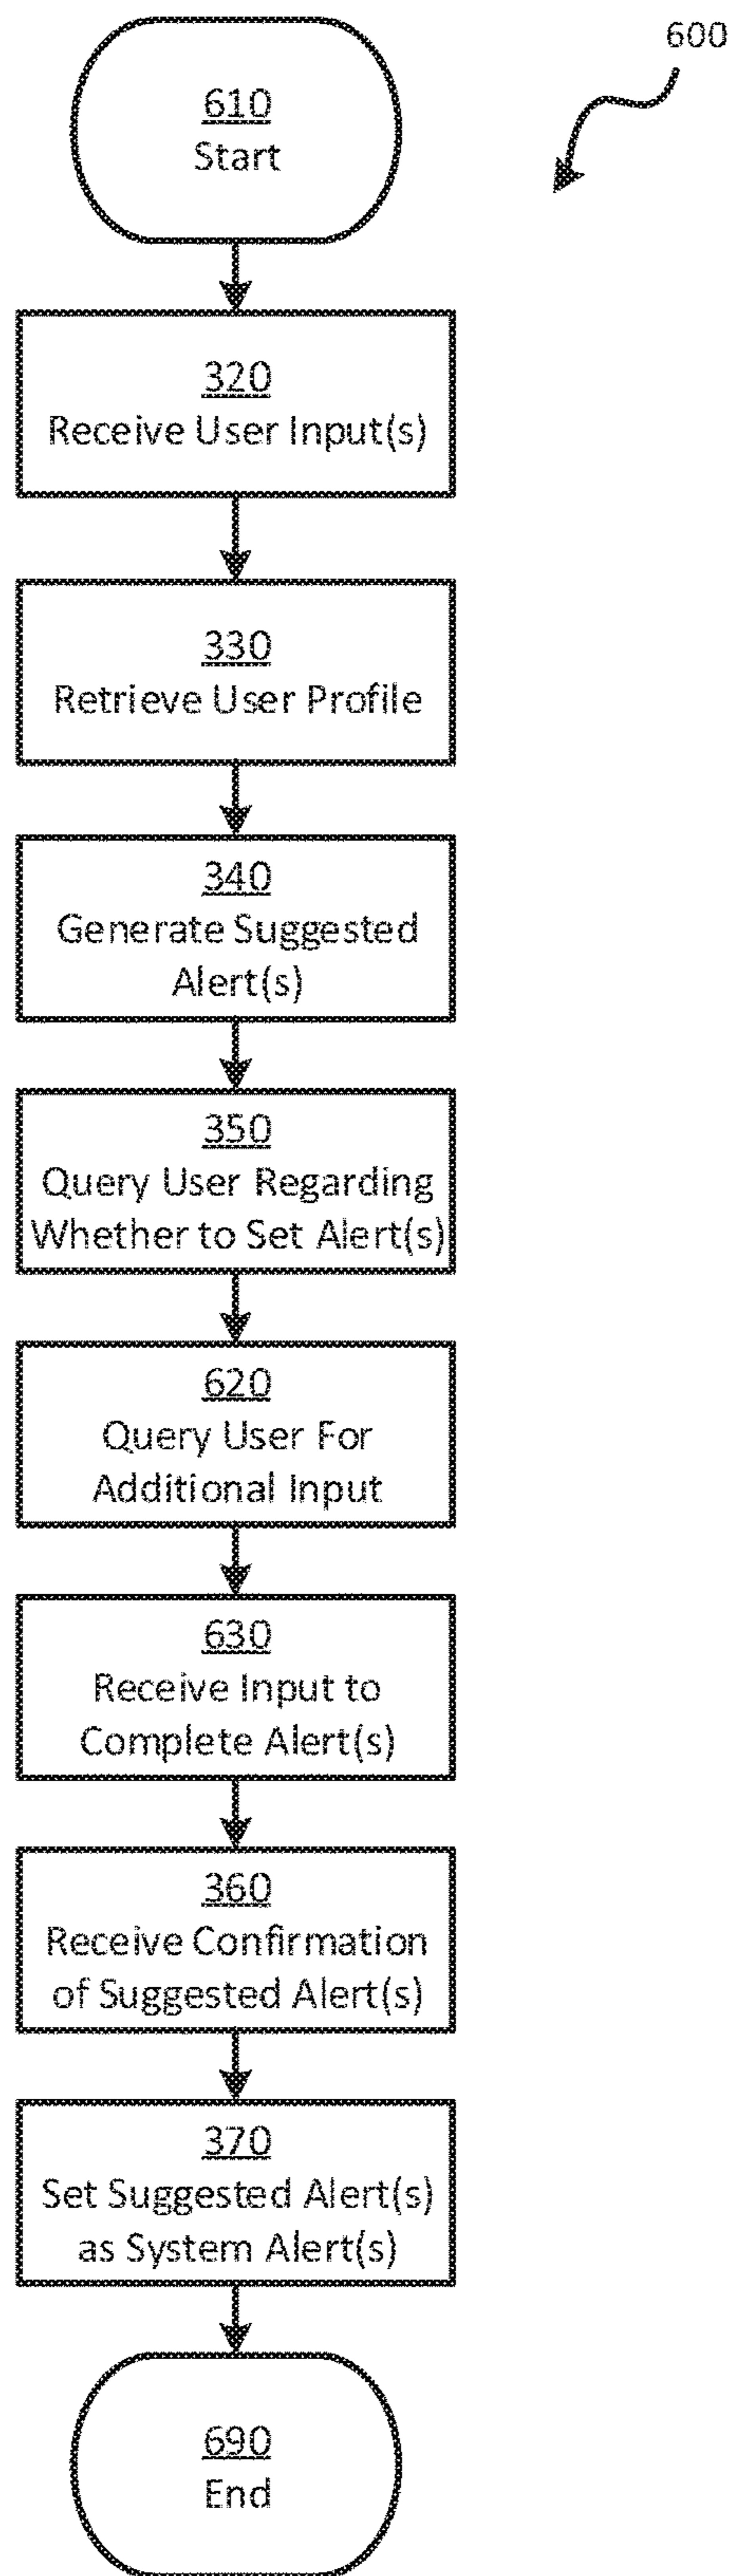 600
610
Start
320
Receive User Input(s)
330
Retrieve User Profile
340
Generate Suggested
Alert(s)
350
Query User Regarding
Whether to Set Alert(s)
620
Query User For
Additional Input
630
Receive Input to
Complete Alert(s)
360
Receive Confirmation
of Suggested Alert(s)
370
Set Suggested Alert(s)
as System Alert(s)
690
End